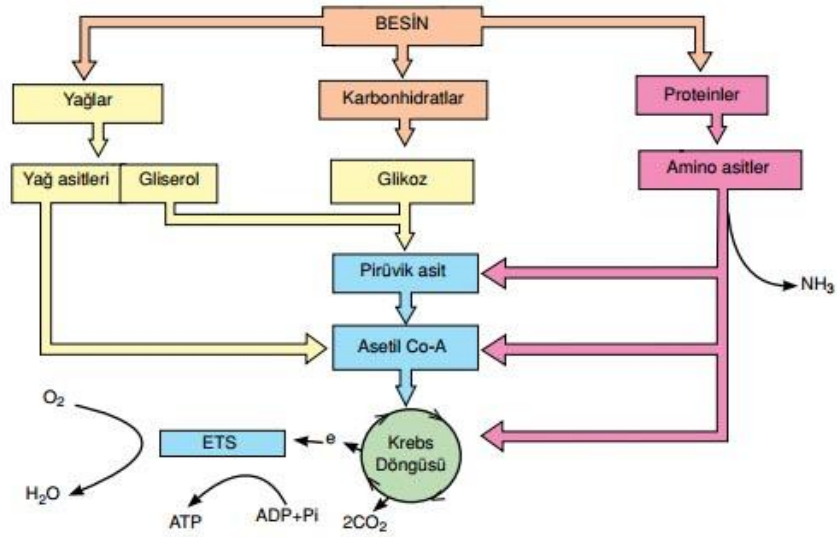 BESİN
Yağlar
Karbonhidratlar
Proteinler
Yağ asitleri
Gliserol
Glikoz
Amino asitler
Pirüvik asit
NH₃
Asetil Co-A
O₂
ETS
e
Krebs
Döngüsü
H₂O
ATP
ADP+Pi
2CO₂